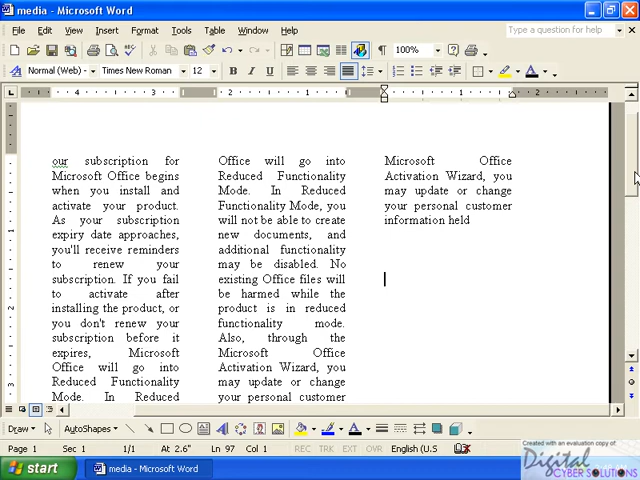 media - Microsoft Word
File Edit View Insert Format Tools Table Window Help
Type a question for help
100%
Normal (Web) Times New Roman 12
B I U
4 2 1 1 2
our subscription for
Microsoft Office begins
when you install and
activate your product.
As your subscription
expiry date approaches,
you'll receive reminders
to renew your
subscription. If you fail
to activate after
installing the product, or
you don't renew your
subscription before it
expires, Microsoft
Office will go into
Reduced Functionality
Mode. In Reduced
Office will go into
Reduced Functionality
Mode. In Reduced
Functionality Mode, you
will not be able to create
new documents, and
additional functionality
may be disabled. No
existing Office files will
be harmed while the
product is in reduced
functionality mode.
Also, through the
Microsoft Office
Activation Wizard, you
may update or change
your personal customer
Microsoft Office
Activation Wizard, you
may update or change
your personal customer
information held
Draw AutoShapes
Page 1 Sec 1 1/1 At 2.6" Ln 97 Col 1 REC TRK EXT OVR English (U.S
start media - Microsoft Word
Created with an evaluation copy of
Digital
CYBER SOLUTIONS